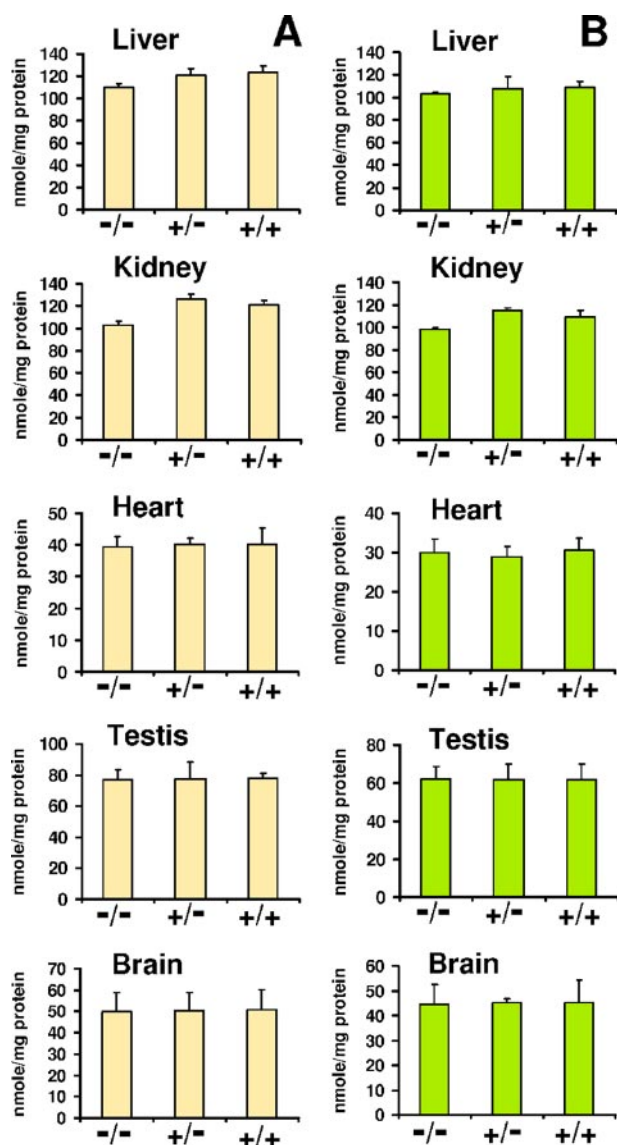 Liver A
nmole/mg protein
140
120
100
80
60
40
20
0
-/- +/- +/+
Liver B
nmole/mg protein
140
120
100
80
60
40
20
0
-/- +/- +/+
Kidney
nmole/mg protein
140
120
100
80
60
40
20
0
-/- +/- +/+
Kidney
nmole/mg protein
140
120
100
80
60
40
20
0
-/- +/- +/+
Heart
nmole/mg protein
50
40
30
20
10
0
-/- +/- +/+
Heart
nmole/mg protein
40
30
20
10
0
-/- +/- +/+
Testis
nmole/mg protein
100
80
60
40
20
0
-/- +/- +/+
Testis
nmole/mg protein
80
60
40
20
0
-/- +/- +/+
Brain
nmole/mg protein
70
60
50
40
30
20
10
0
-/- +/- +/+
Brain
nmole/mg protein
60
50
40
30
20
10
0
-/- +/- +/+